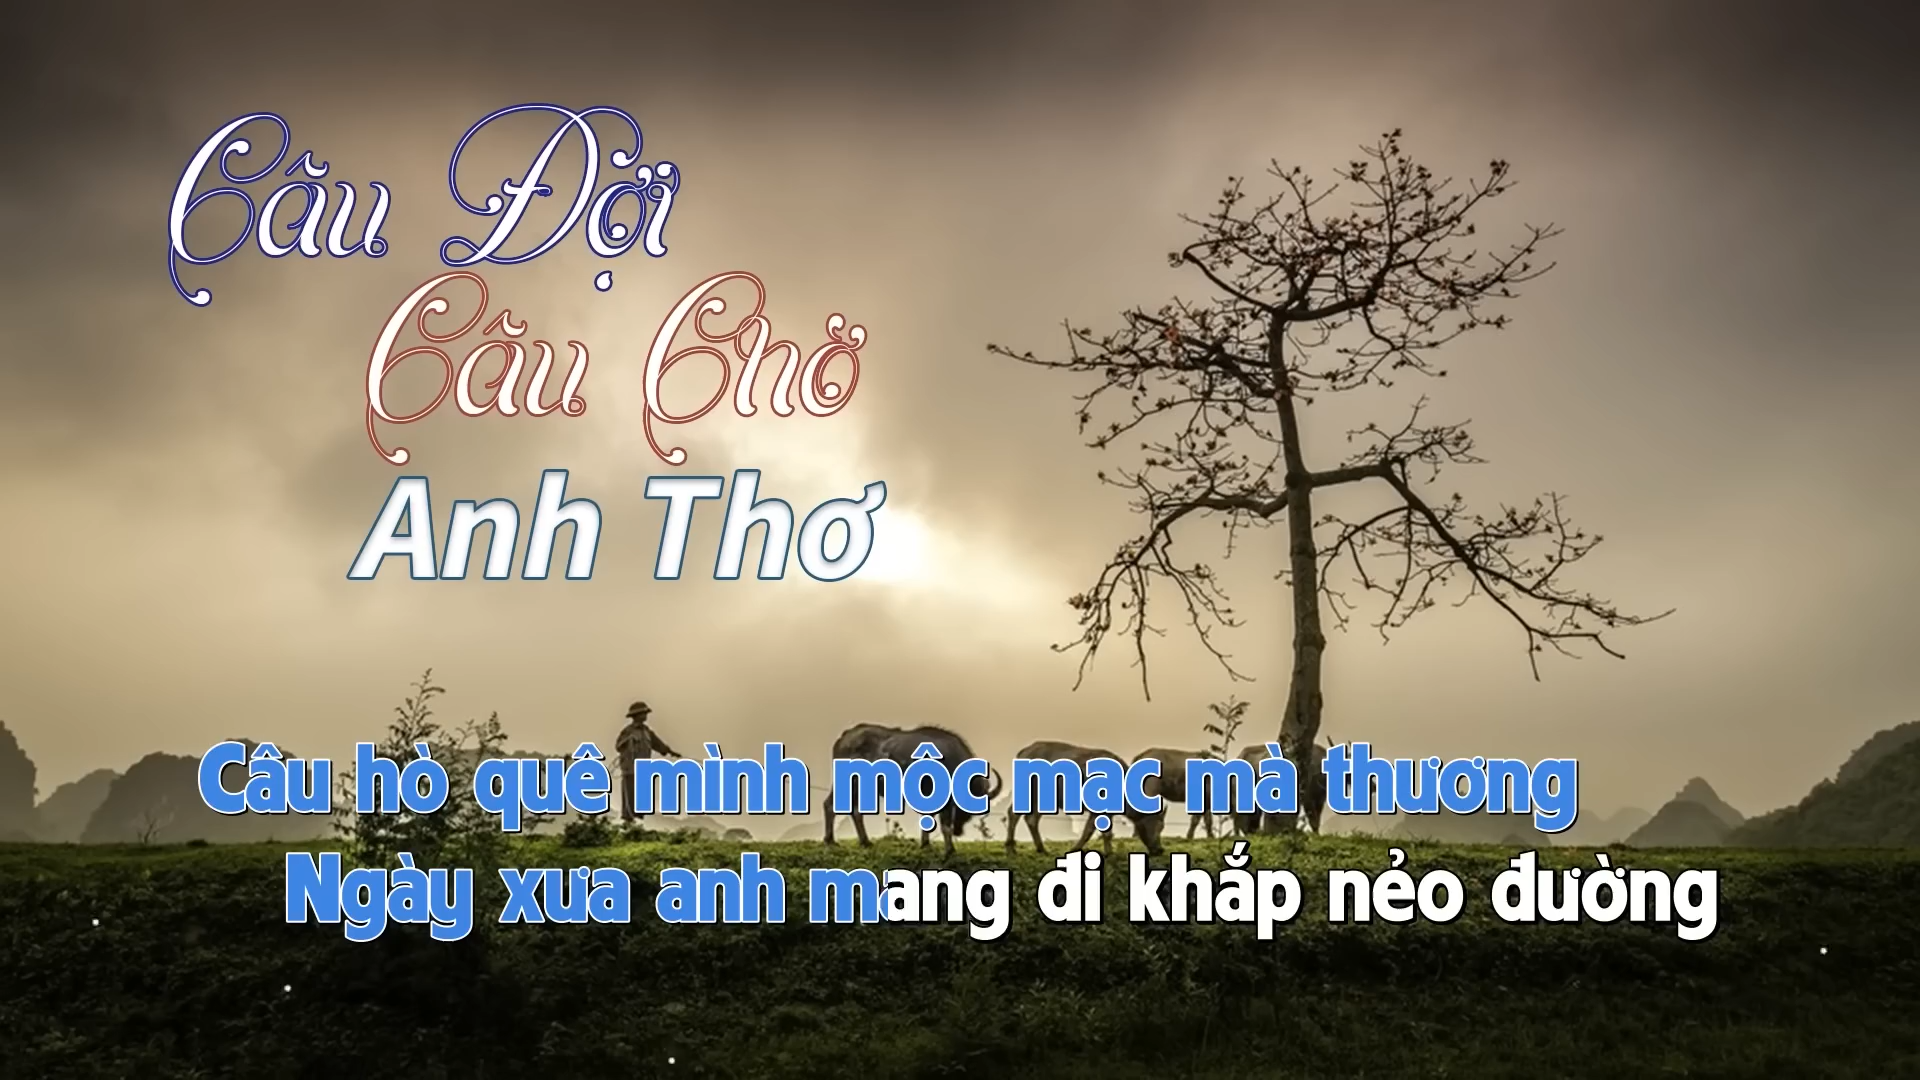 Câu Đợi
Câu Chờ
Anh Thơ
Câu hò quê mình mộc mạc mà thương
Ngày xưa anh mang đi khắp nẻo đường